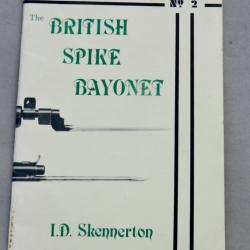 Nº 2
The BRITISH
SPIKE
BAYONET
I.D. Skennerton